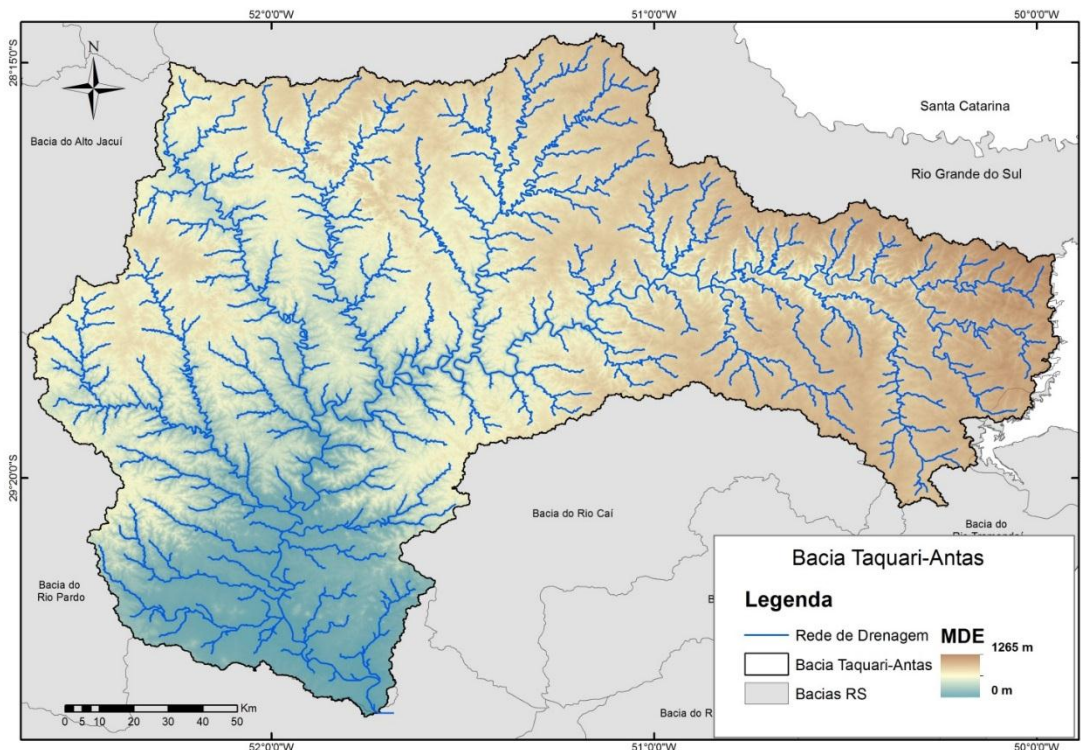 52°0'0"W
51°0'0"W
50°0'0"W
28°15'0"S
N
Santa Catarina
Bacia do Alto Jacuí
Rio Grande do Sul
29°20'0"S
Bacia do Rio Caí
Bacia do
Bacia do
Rio Pardo
Bacia Taquari-Antas
Legenda
Rede de Drenagem
MDE
1265 m
Bacia Taquari-Antas
0 m
Bacias RS
Bacia do R
Km
0 5 10 20 30 40 50
52°0'0"W
51°0'0"W
50°0'0"W